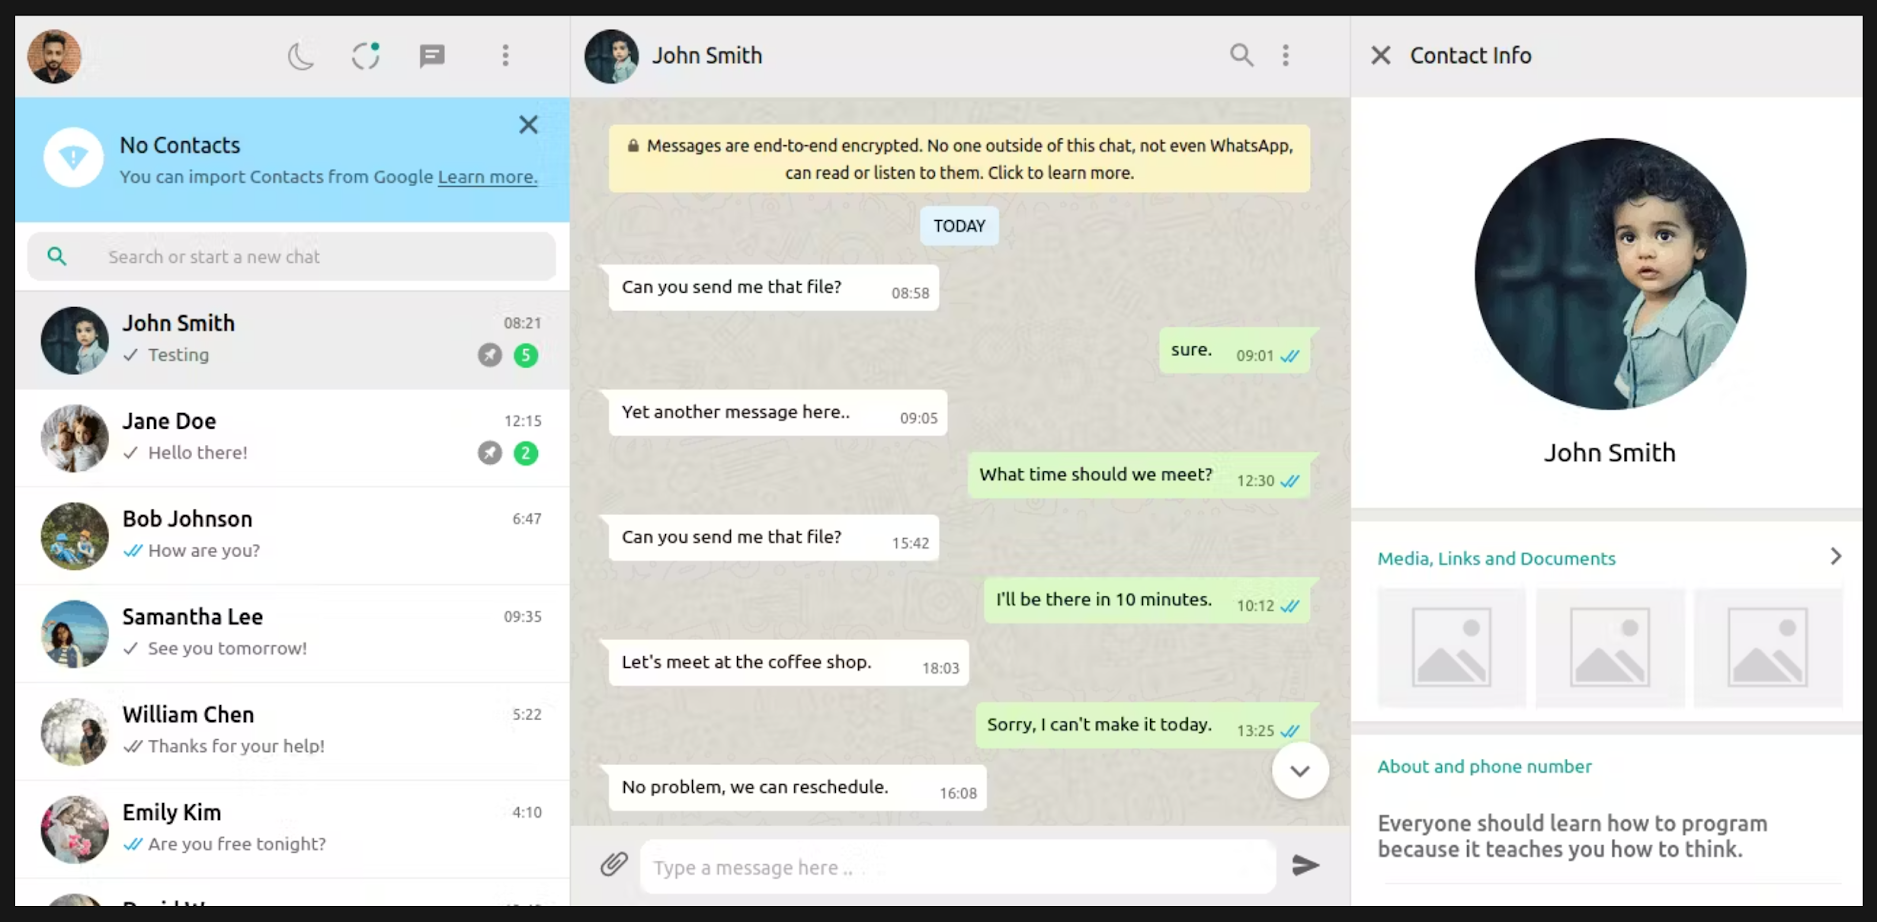 No Contacts
You can import Contacts from Google Learn more.
Search or start a new chat
John Smith
08:21
Testing
5
Jane Doe
12:15
Hello there!
2
Bob Johnson
6:47
How are you?
Samantha Lee
09:35
See you tomorrow!
William Chen
5:22
Thanks for your help!
Emily Kim
4:10
Are you free tonight?
John Smith
Messages are end-to-end encrypted. No one outside of this chat, not even WhatsApp,
can read or listen to them. Click to learn more.
TODAY
Can you send me that file?
08:58
sure.
09:01
Yet another message here..
09:05
What time should we meet?
12:30
Can you send me that file?
15:42
I'll be there in 10 minutes.
10:12
Let's meet at the coffee shop.
18:03
Sorry, I can't make it today.
13:25
No problem, we can reschedule.
16:08
Type a message here ..
Contact Info
John Smith
Media, Links and Documents
About and phone number
Everyone should learn how to program
because it teaches you how to think.